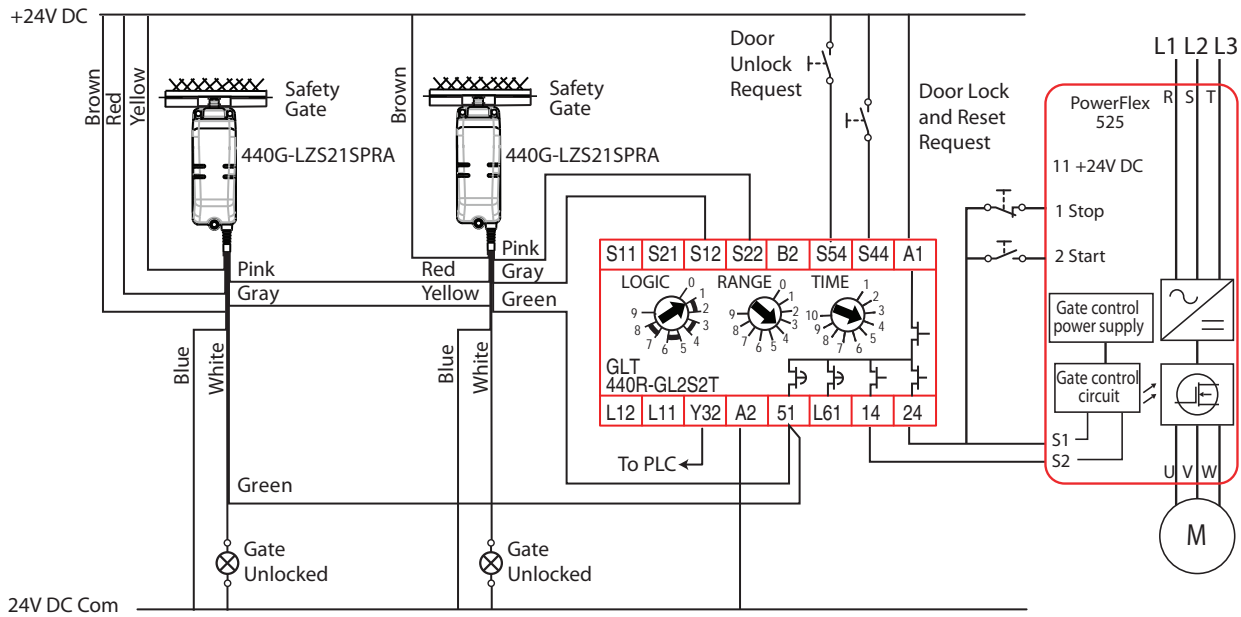 +24V DC
Brown
Red
Yellow
Safety
Gate
440G-LZS21SPRA
Brown
Safety
Gate
440G-LZS21SPRA
Door
Unlock
Request
Door Lock
and Reset
Request
L1 L2 L3
R S T
PowerFlex
525
11 +24V DC
1 Stop
2 Start
Gate control
power supply
Gate control
circuit
S1
S2
U V W
M
Pink
Gray
Red
Yellow
Pink
Gray
Green
S11 S21 S12 S22 B2 S54 S44 A1
LOGIC
0 1 2 3 4 5 6 7 8 9
RANGE
0 1 2 3 4 5 6 7 8 9
TIME
1 2 3 4 5 6 7 8 9 10
GLT
440R-GL2S2T
L12 L11 Y32 A2 51 L61 14 24
To PLC
Blue
White
Blue
White
Green
Gate
Unlocked
Gate
Unlocked
24V DC Com